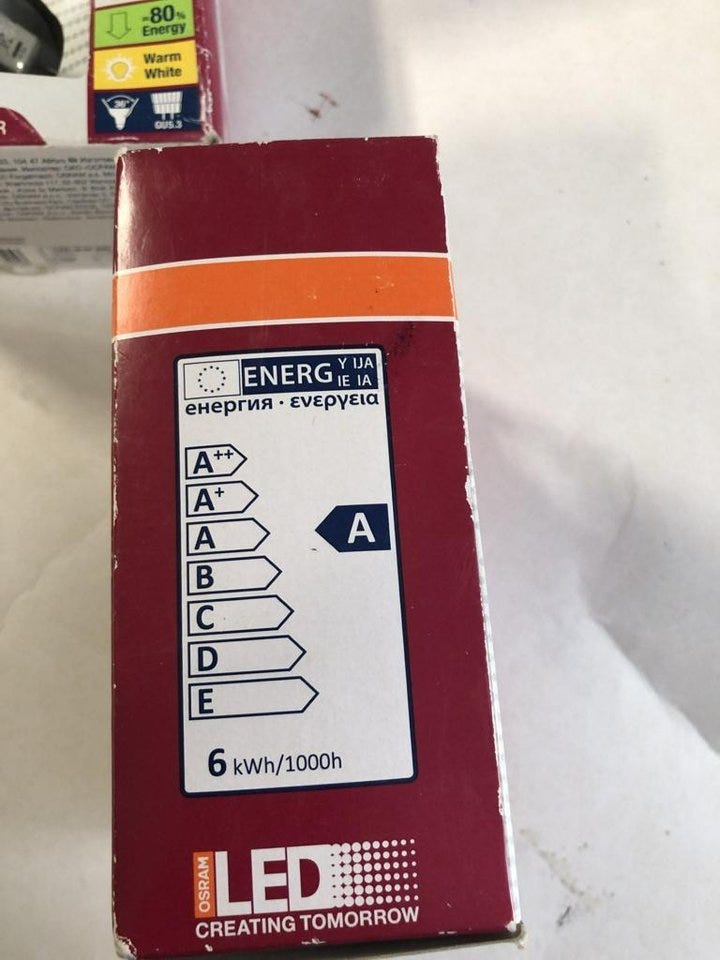 =80%
Energy
Warm
White
36°
GU5.3
R
ENERG Y IJA
IE IA
енергия · ενεργεια
A++
A+
A
A
B
C
D
E
6 kWh/1000h
OSRAM
LED
CREATING TOMORROW